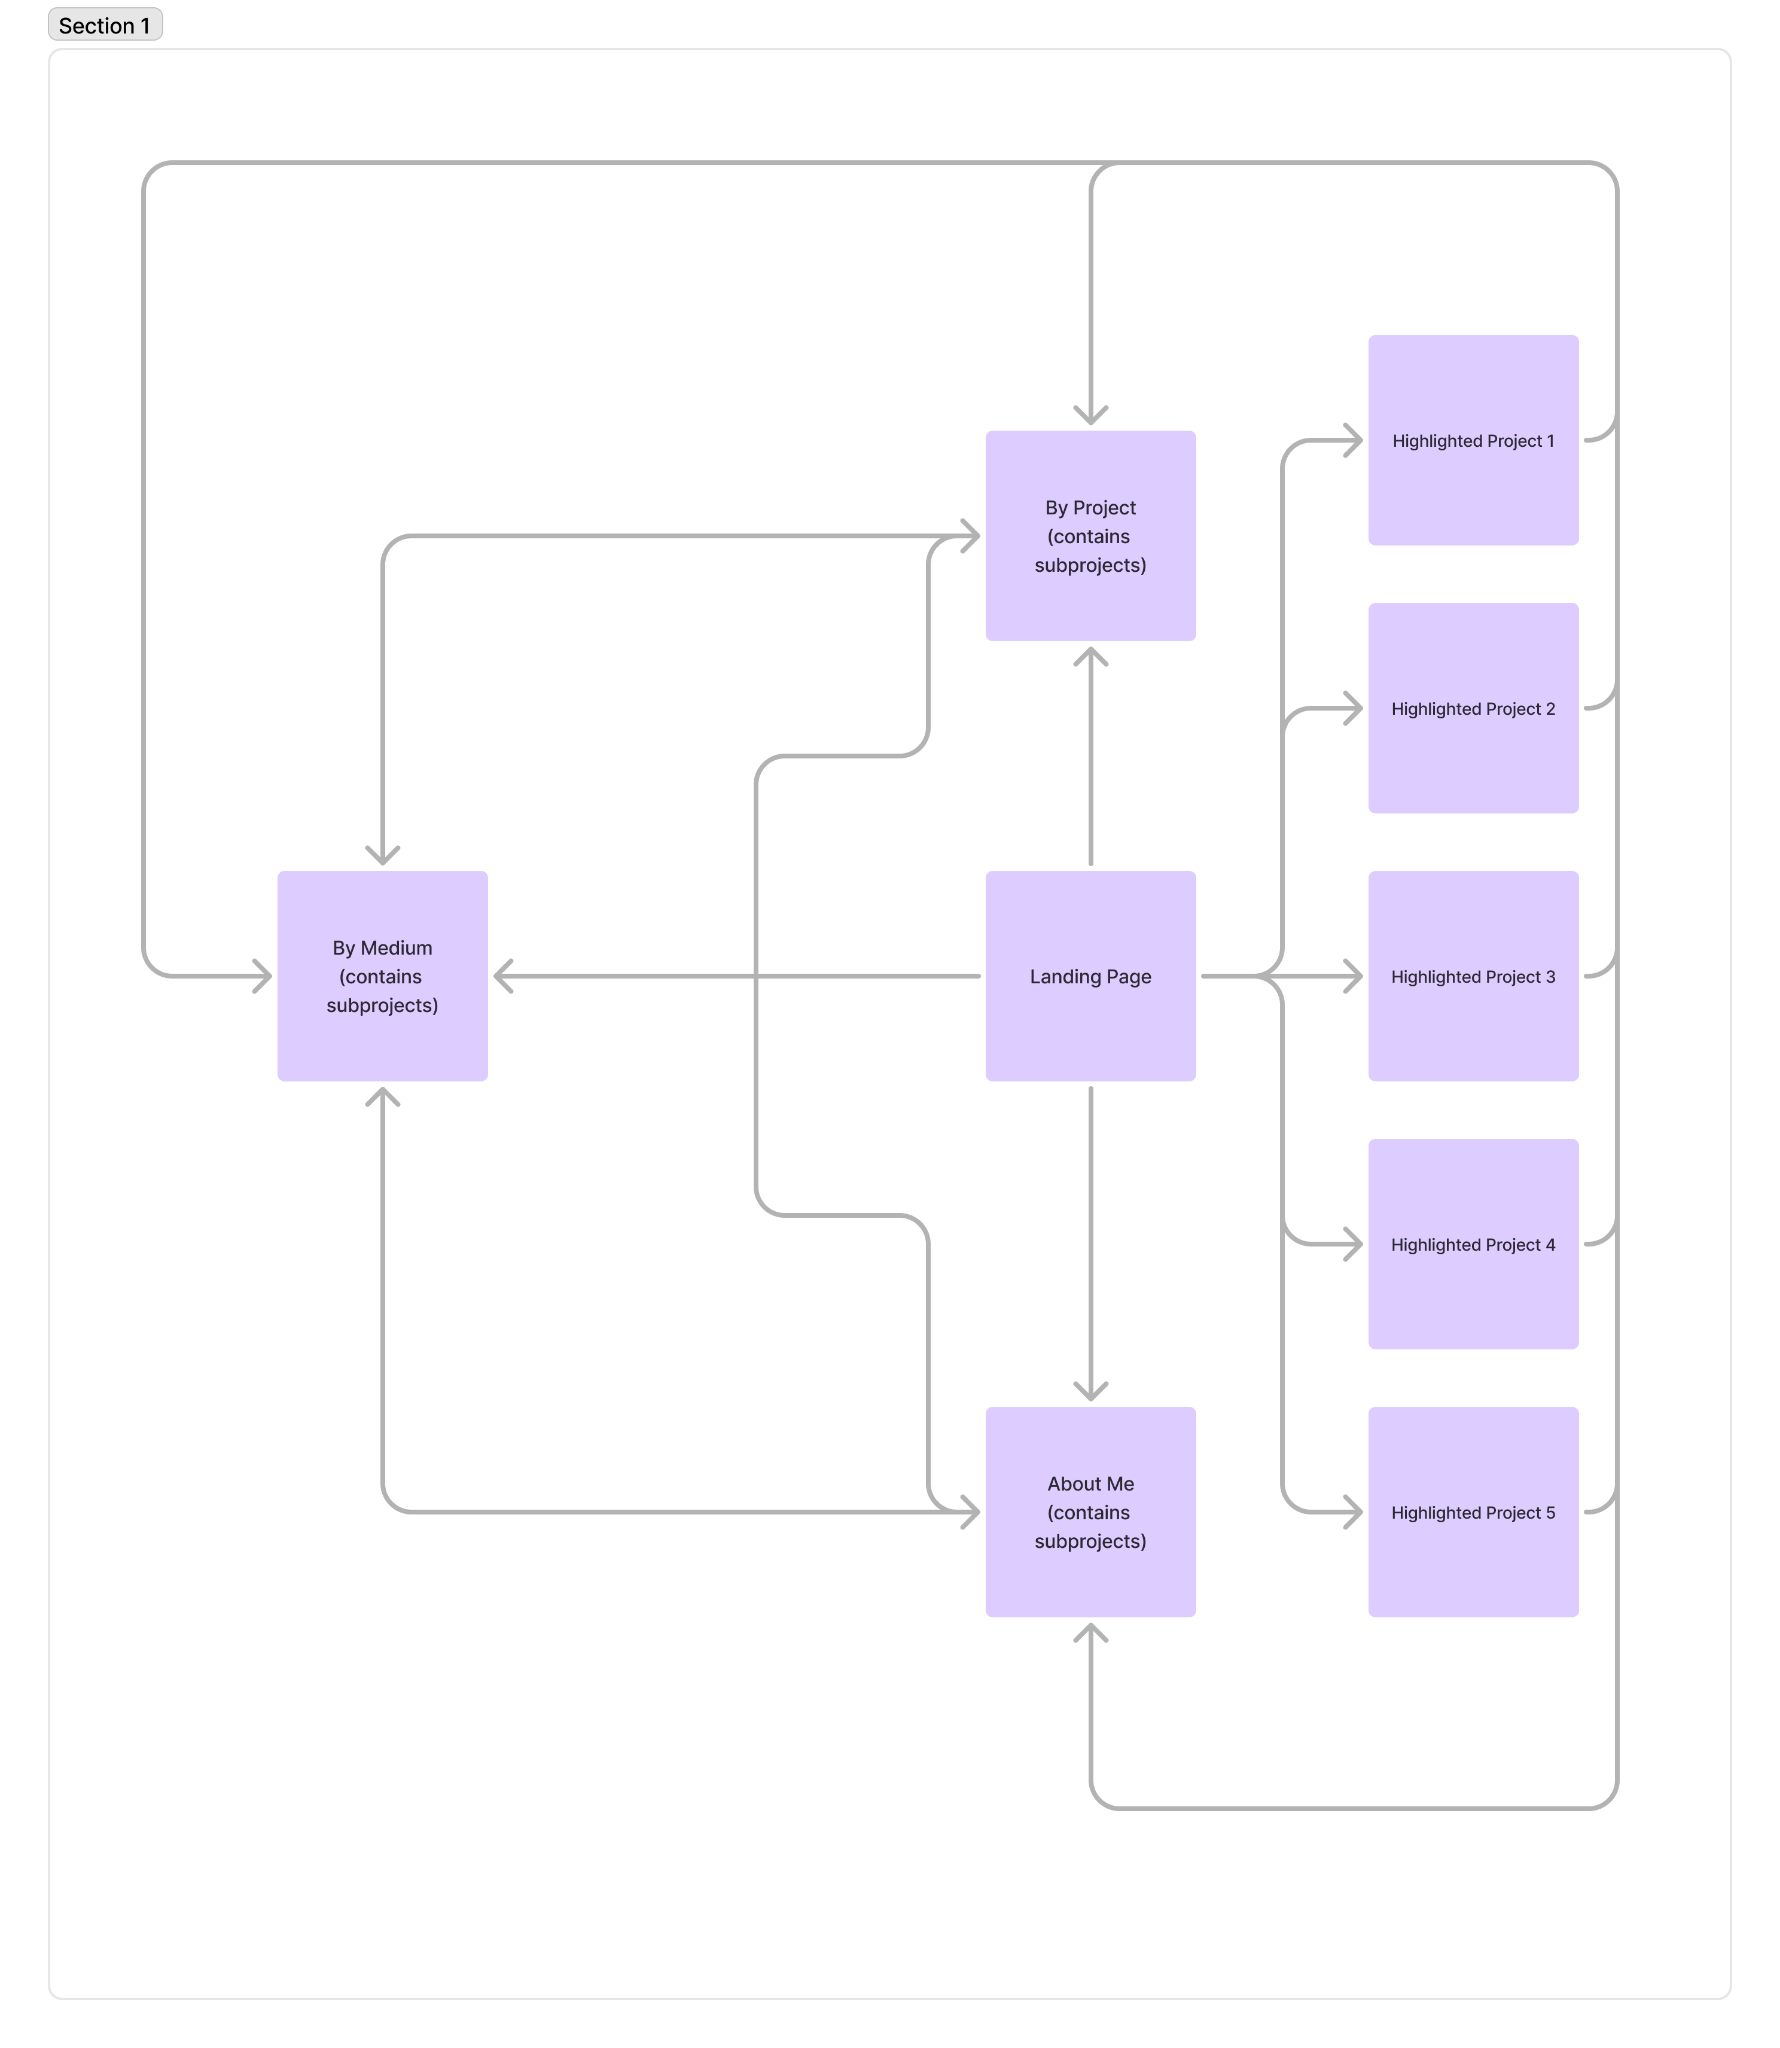 Section 1
Highlighted Project 1
By Project
(contains
subprojects)
Highlighted Project 2
By Medium
(contains
subprojects)
Landing Page
Highlighted Project 3
Highlighted Project 4
About Me
(contains
subprojects)
Highlighted Project 5